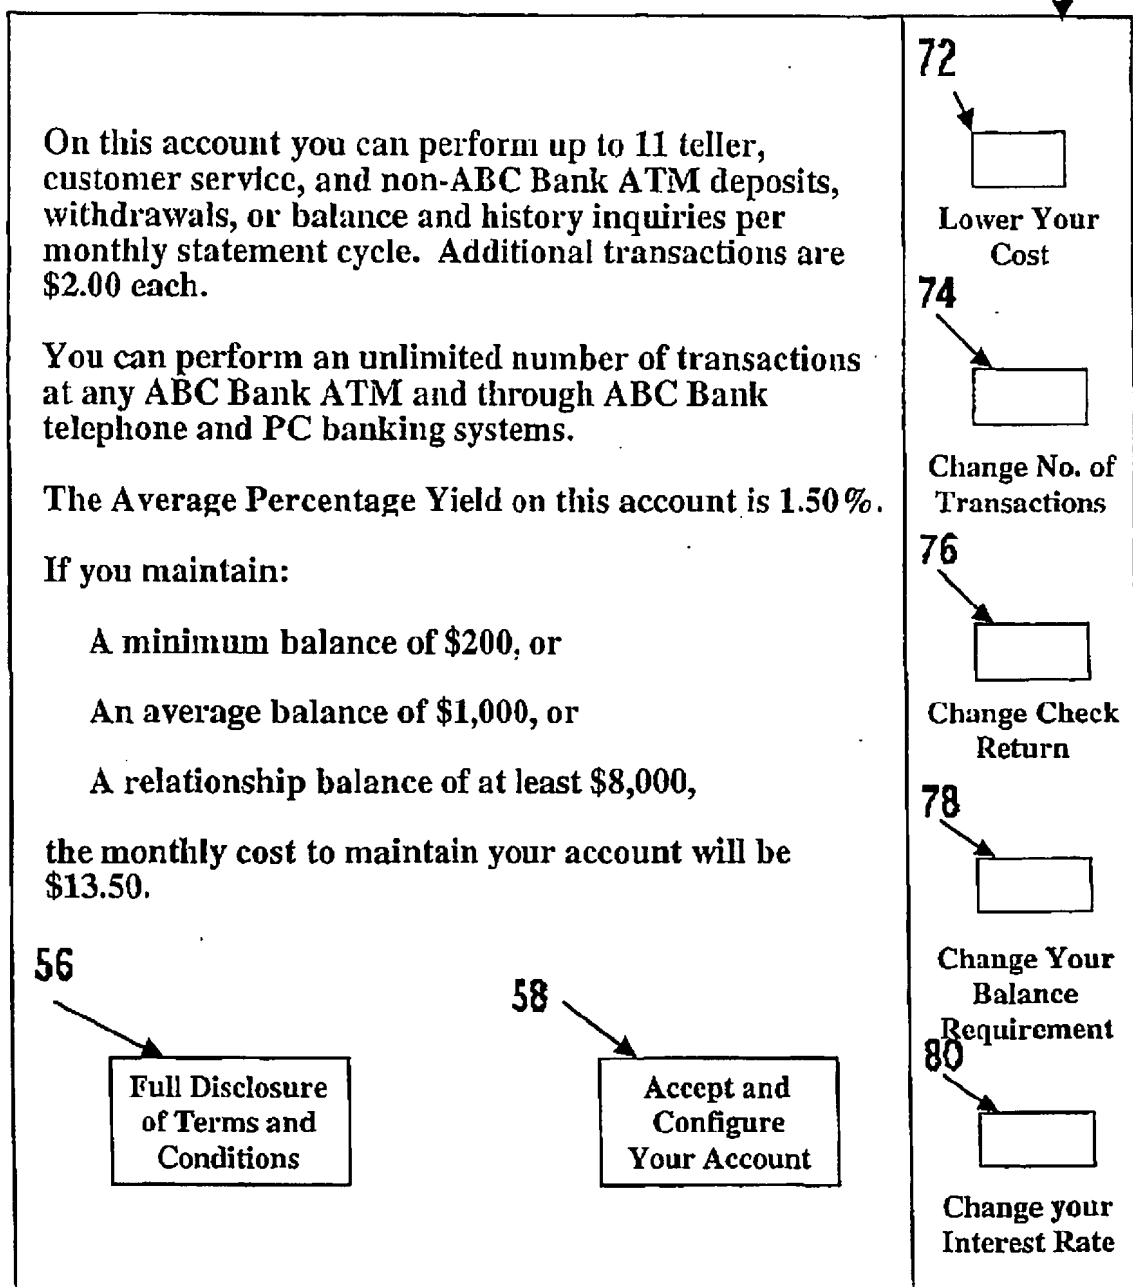 On this account you can perform up to 11 teller,
customer service, and non-ABC Bank ATM deposits,
withdrawals, or balance and history inquiries per
monthly statement cycle. Additional transactions are
$2.00 each.
You can perform an unlimited number of transactions
at any ABC Bank ATM and through ABC Bank
telephone and PC banking systems.
The Average Percentage Yield on this account is 1.50%.
If you maintain:
A minimum balance of $200, or
An average balance of $1,000, or
A relationship balance of at least $8,000,
the monthly cost to maintain your account will be
$13.50.
56
Full Disclosure
of Terms and
Conditions
58
Accept and
Configure
Your Account
72
Lower Your
Cost
74
Change No. of
Transactions
76
Change Check
Return
78
Change Your
Balance
Requirement
80
Change your
Interest Rate